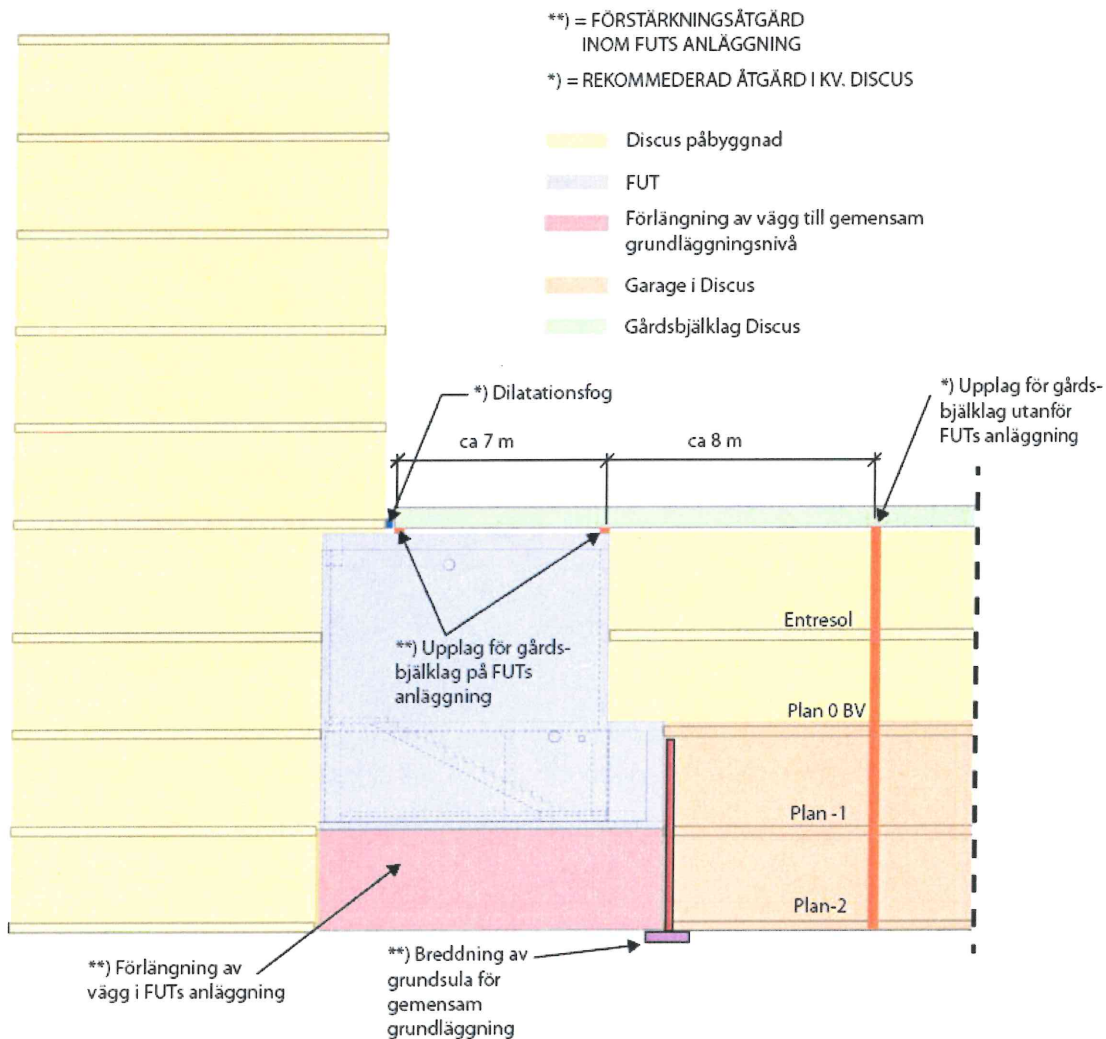 **) = FÖRSTÄRKNINGSÅTGÄRD
INOM FUTS ANLÄGGNING
*) = REKOMMEDERAD ÅTGÄRD I KV. DISCUS
Discus påbyggnad
FUT
Förlängning av vägg till gemensam
grundläggningsnivå
Garage i Discus
Gårdsbjälklag Discus
*) Dilatationsfog
*) Upplag för gårds-
bjälklag utanför
FUTs anläggning
ca 7 m
ca 8 m
**) Upplag för gårds-
bjälklag på FUTs
anläggning
Entresol
Plan 0 BV
Plan -1
Plan-2
**) Förlängning av
vägg i FUTs anläggning
**) Breddning av
grundsula för
gemensam
grundläggning